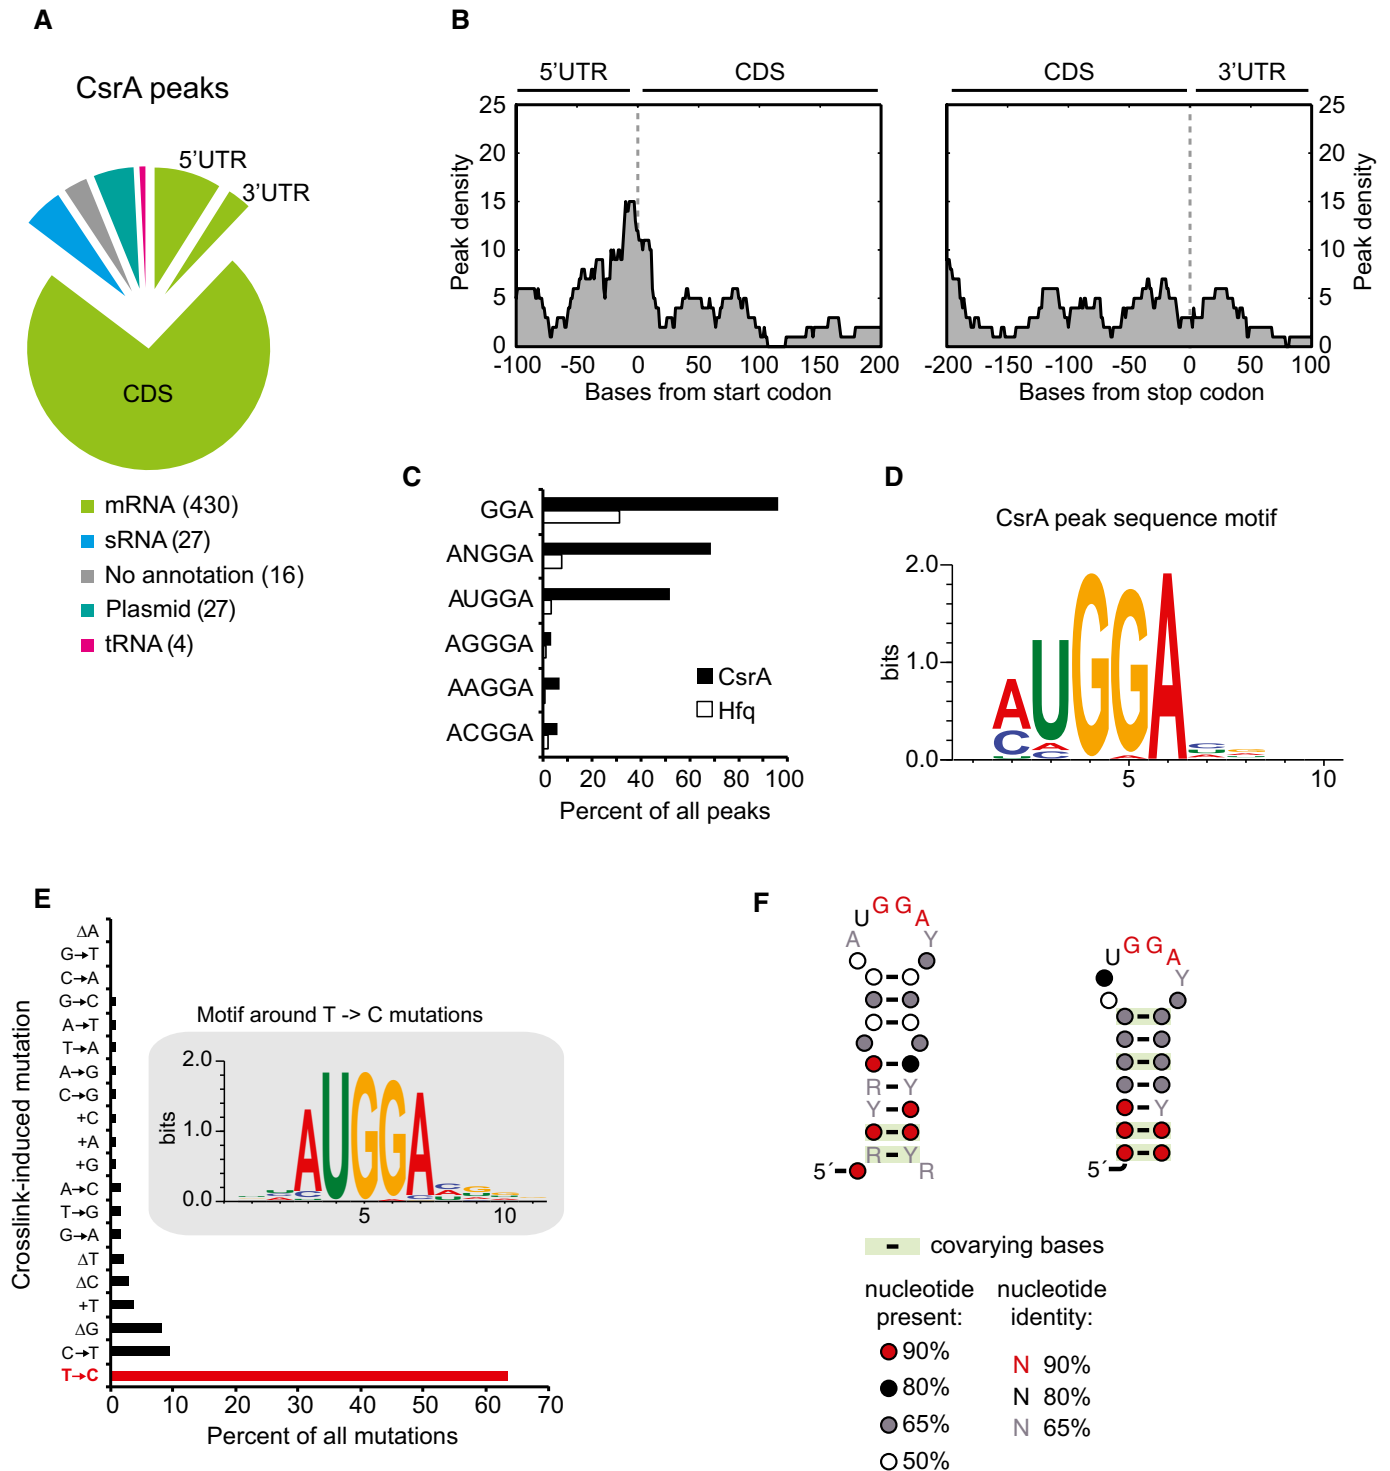 A
CsrA peaks
5'UTR
3'UTR
CDS
mRNA (430)
sRNA (27)
No annotation (16)
Plasmid (27)
tRNA (4)
B
5'UTR CDS
Peak density
25
20
15
10
5
0
-100 -50 0 50 100 150 200
Bases from start codon
CDS 3'UTR
25
20
15
10
5
0
Peak density
-200 -150 -100 -50 0 50 100
Bases from stop codon
C
GGA
ANGGA
AUGGA
AGGGA
AAGGA
ACGGA
CsrA
Hfq
0 20 40 60 80 100
Percent of all peaks
D
CsrA peak sequence motif
bits
2.0
1.0
0.0
AUGGA
5 10
E
Crosslink-induced mutation
ΔA
G→T
C→A
G→C
A→T
T→A
A→G
C→G
+C
+A
+G
A→C
T→G
G→A
ΔT
ΔC
+T
ΔG
C→T
T→C
0 10 20 30 40 50 60 70
Percent of all mutations
Motif around T -> C mutations
bits
2.0
1.0
0.0
AUGGA
5 10
F
A U G G A Y
R - Y
Y
R - Y
5´ R
U G G A Y
Y
5´
covarying bases
nucleotide present:
90%
80%
65%
50%
nucleotide identity:
N 90%
N 80%
N 65%